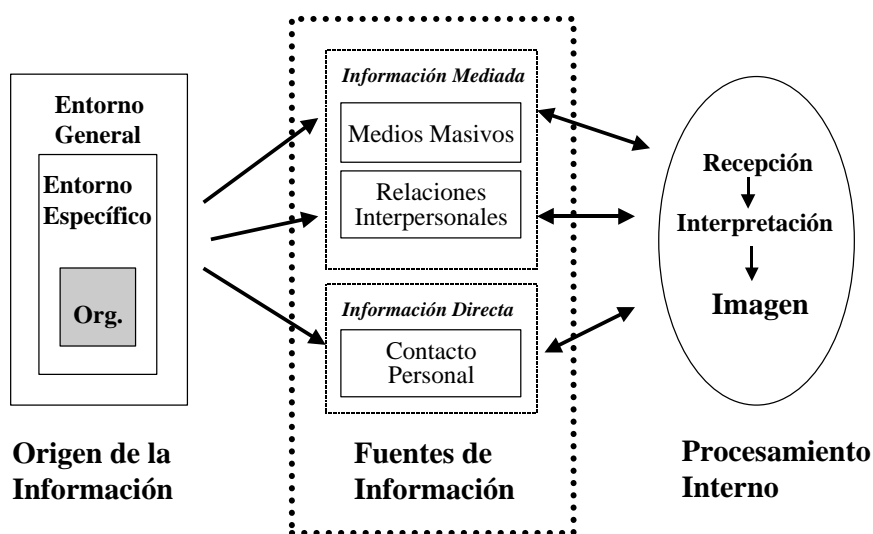 Entorno
General
Entorno
Específico
Org.
Origen de la
Información
Información Mediada
Medios Masivos
Relaciones
Interpersonales
Información Directa
Contacto
Personal
Fuentes de
Información
Recepción
Interpretación
Imagen
Procesamiento
Interno